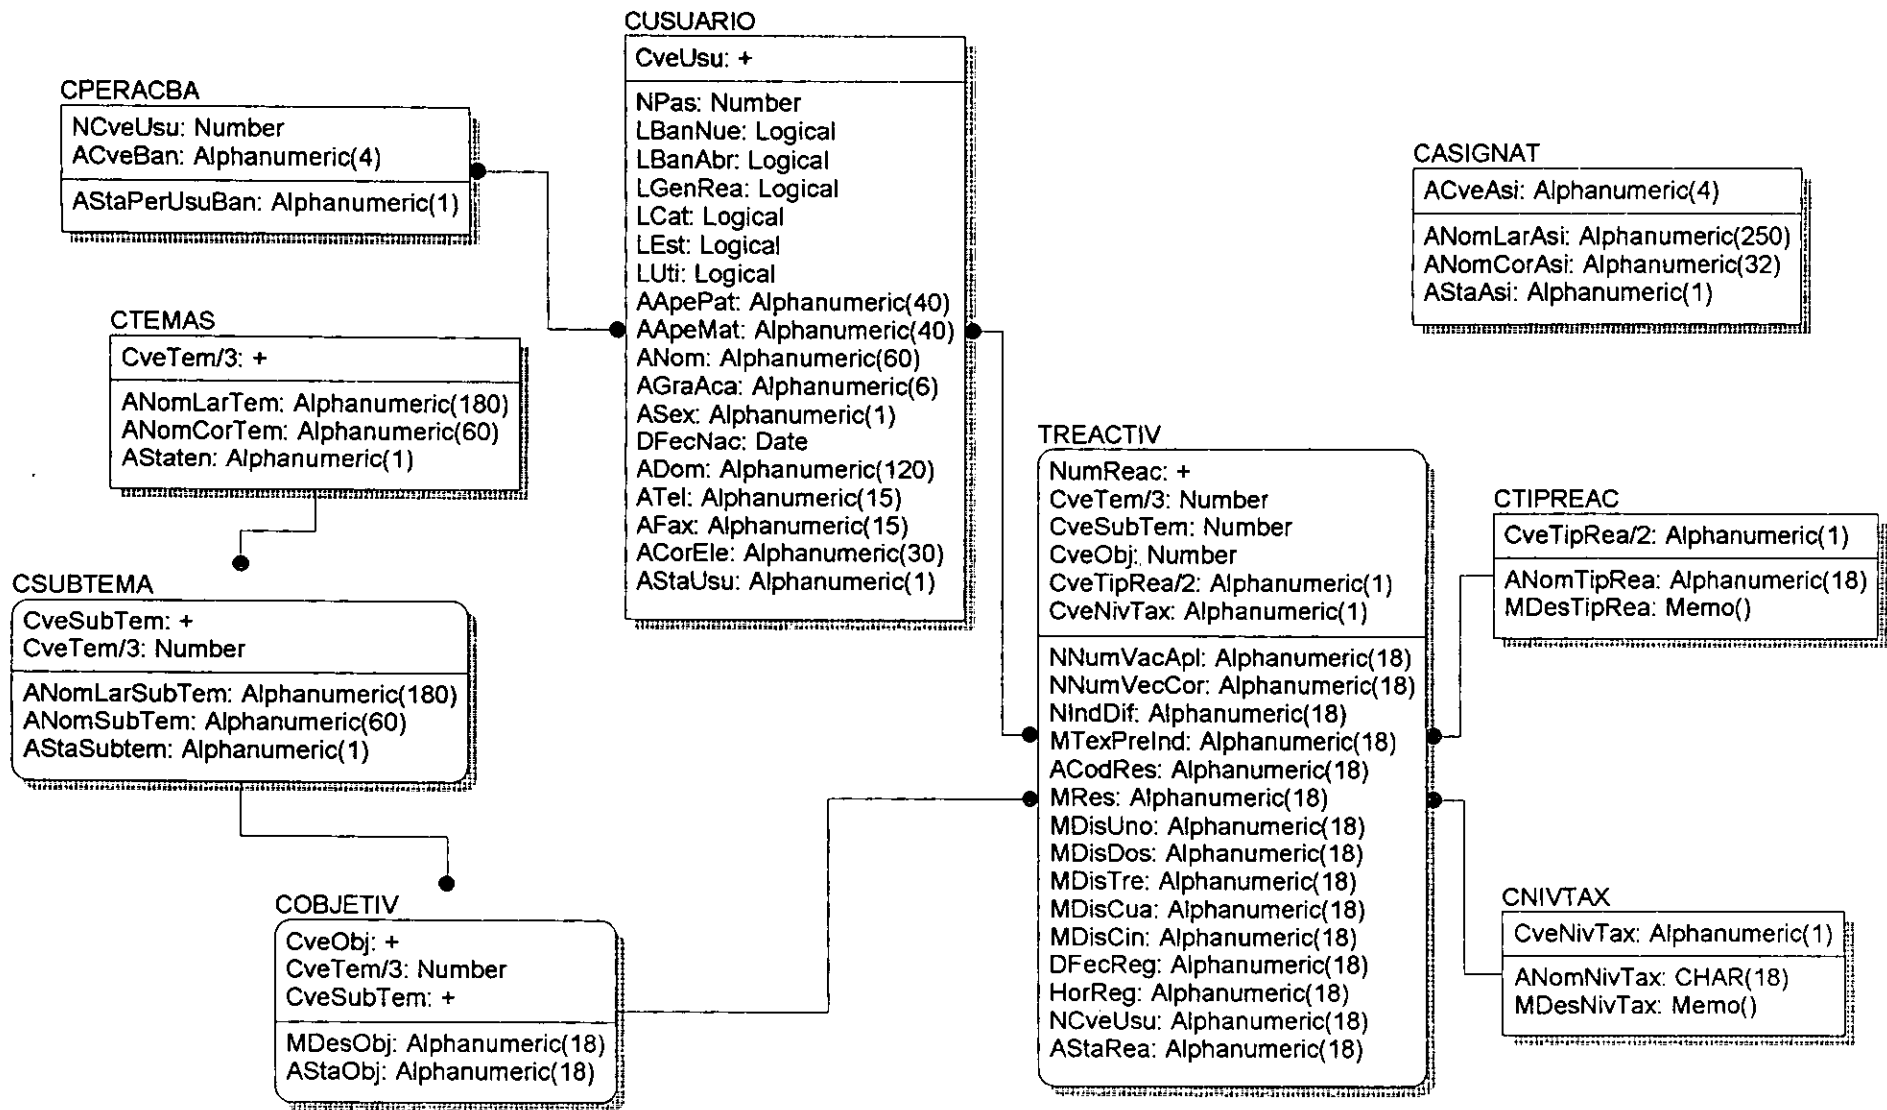 CUSUARIO
CveUsu: +
NPas: Number
LBanNue: Logical
LBanAbr: Logical
LGenRea: Logical
LCat: Logical
LEst: Logical
LUti: Logical
AApePat: Alphanumeric(40)
AApeMat: Alphanumeric(40)
ANom: Alphanumeric(60)
AGraAca: Alphanumeric(6)
ASex: Alphanumeric(1)
DFecNac: Date
ADom: Alphanumeric(120)
ATel: Alphanumeric(15)
AFax: Alphanumeric(15)
ACorEle: Alphanumeric(30)
AStaUsu: Alphanumeric(1)
CPERACBA
NCveUsu: Number
ACveBan: Alphanumeric(4)
AStaPerUsuBan: Alphanumeric(1)
CASIGNAT
ACveAsi: Alphanumeric(4)
ANomLarAsi: Alphanumeric(250)
ANomCorAsi: Alphanumeric(32)
AStaAsi: Alphanumeric(1)
CTEMAS
CveTem/3: +
ANomLarTem: Alphanumeric(180)
ANomCorTem: Alphanumeric(60)
AStaten: Alphanumeric(1)
CSUBTEMA
CveSubTem: +
CveTem/3: Number
ANomLarSubTem: Alphanumeric(180)
ANomSubTem: Alphanumeric(60)
AStaSubtem: Alphanumeric(1)
COBJETIV
CveObj: +
CveTem/3: Number
CveSubTem: +
MDesObj: Alphanumeric(18)
AStaObj: Alphanumeric(18)
TREACTIV
NumReac: +
CveTem/3: Number
CveSubTem: Number
CveObj: Number
CveTipRea/2: Alphanumeric(1)
CveNivTax: Alphanumeric(1)
NNumVacApl: Alphanumeric(18)
NNumVecCor: Alphanumeric(18)
NIndDif: Alphanumeric(18)
MTexPreInd: Alphanumeric(18)
ACodRes: Alphanumeric(18)
MRes: Alphanumeric(18)
MDisUno: Alphanumeric(18)
MDisDos: Alphanumeric(18)
MDisTre: Alphanumeric(18)
MDisCua: Alphanumeric(18)
MDisCin: Alphanumeric(18)
DFecReg: Alphanumeric(18)
HorReg: Alphanumeric(18)
NCveUsu: Alphanumeric(18)
AStaRea: Alphanumeric(18)
CTIPREAC
CveTipRea/2: Alphanumeric(1)
ANomTipRea: Alphanumeric(18)
MDesTipRea: Memo()
CNIVTAX
CveNivTax: Alphanumeric(1)
ANomNivTax: CHAR(18)
MDesNivTax: Memo()